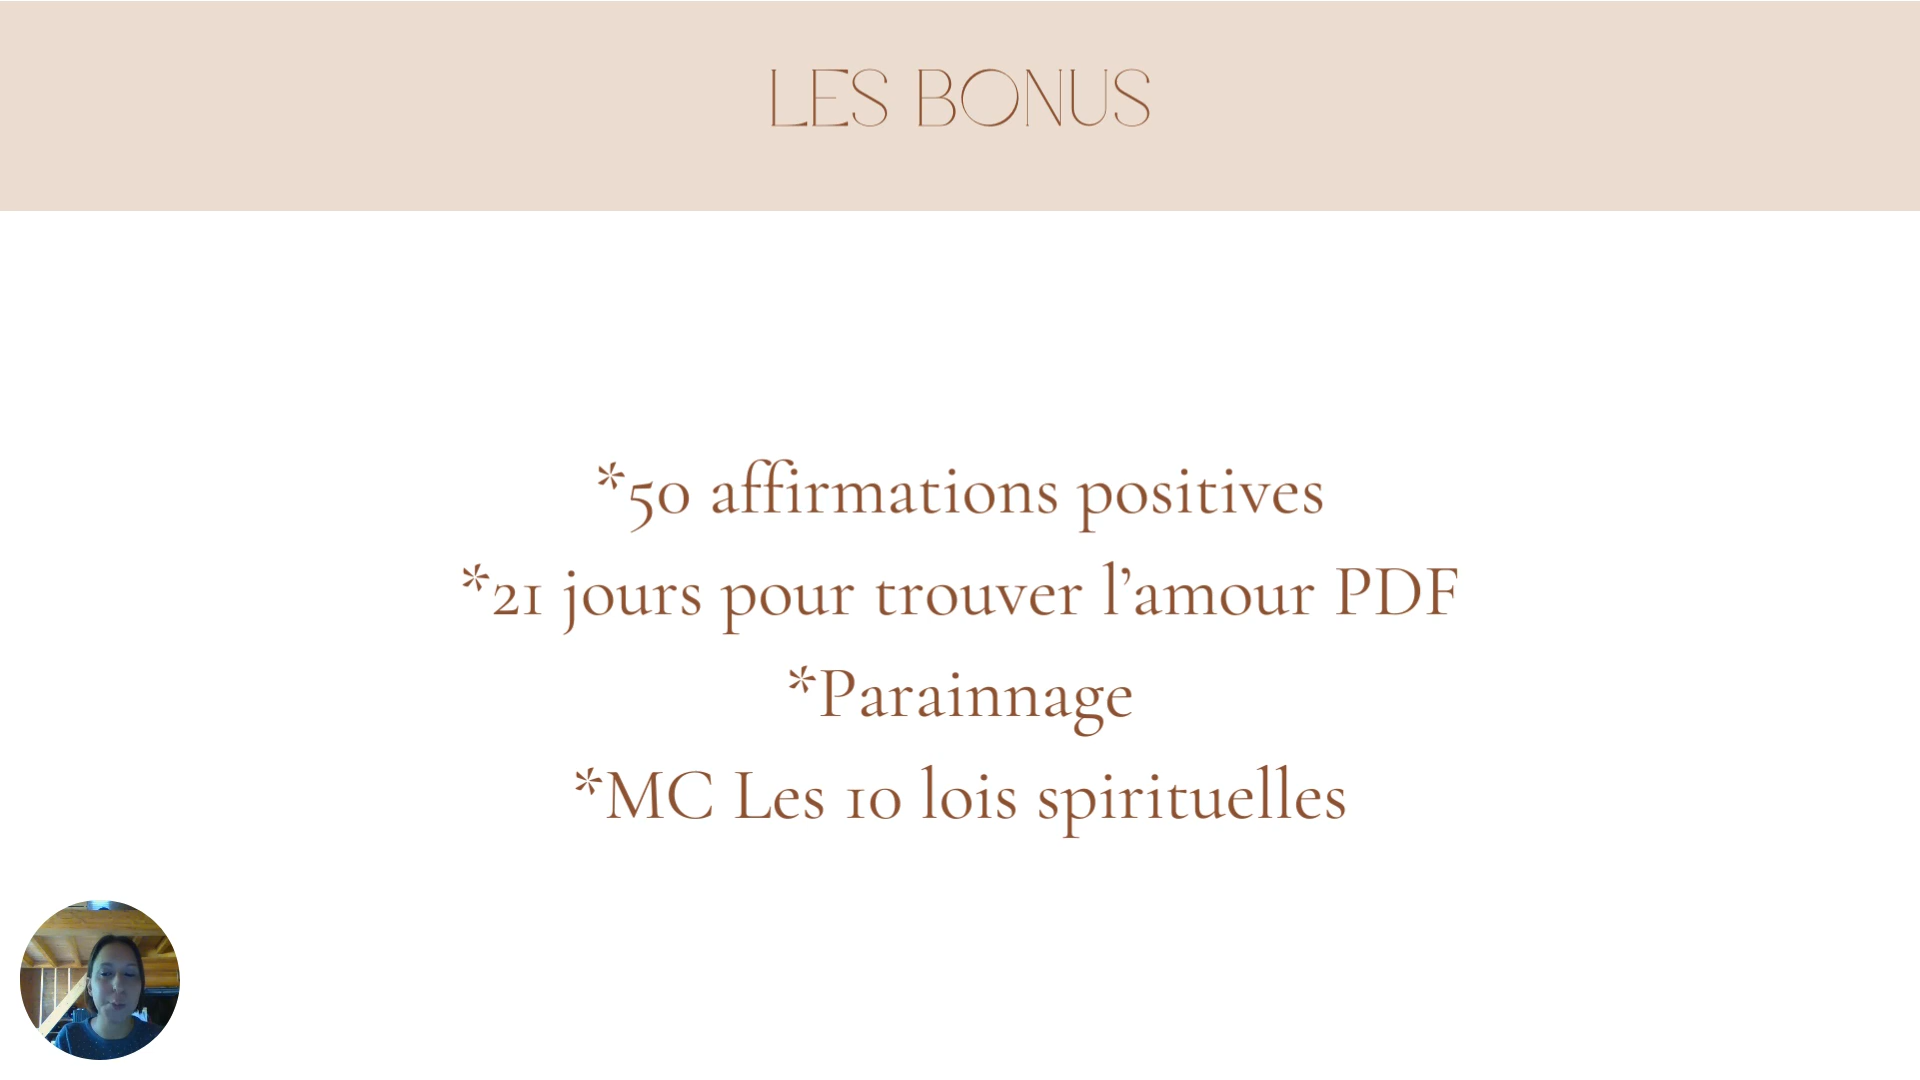 LES BONUS
*50 affirmations positives
*21 jours pour trouver l’amour PDF
*Parainnage
*MC Les 10 lois spirituelles